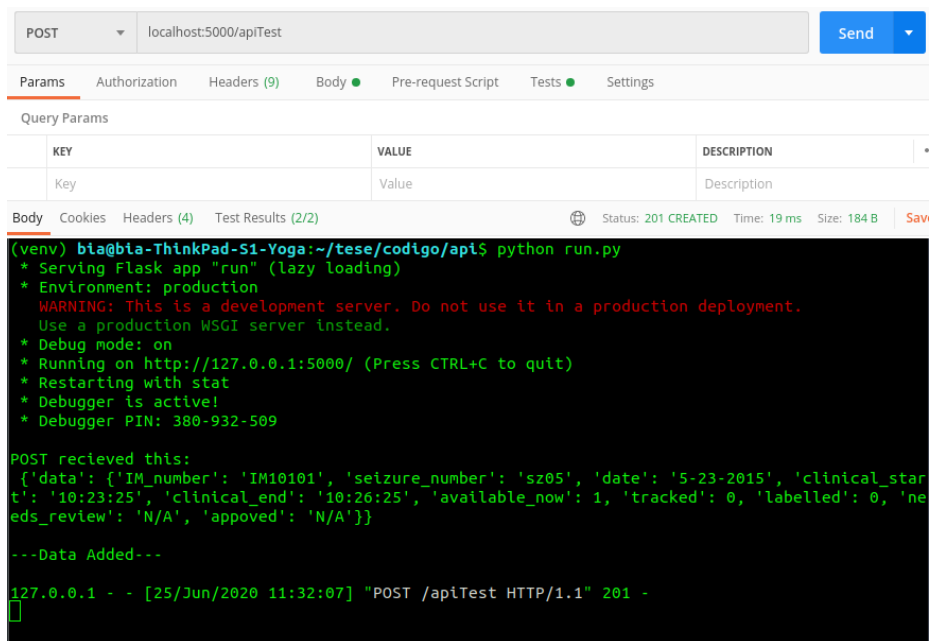 POST localhost:5000/apiTest Send
Params Authorization Headers (9) Body Pre-request Script Tests Settings
Query Params
KEY VALUE DESCRIPTION
Key Value Description
Body Cookies Headers (4) Test Results (2/2) Status: 201 CREATED Time: 19 ms Size: 184 B Save
(venv) bia@bia-ThinkPad-S1-Yoga:~/tese/codigo/api$ python run.py
* Serving Flask app "run" (lazy loading)
* Environment: production
WARNING: This is a development server. Do not use it in a production deployment.
Use a production WSGI server instead.
* Debug mode: on
* Running on http://127.0.0.1:5000/ (Press CTRL+C to quit)
* Restarting with stat
* Debugger is active!
* Debugger PIN: 380-932-509
POST recieved this:
{'data': {'IM_number': 'IM10101', 'seizure_number': 'sz05', 'date': '5-23-2015', 'clinical_star
t': '10:23:25', 'clinical_end': '10:26:25', 'available_now': 1, 'tracked': 0, 'labelled': 0, 'ne
eds_review': 'N/A', 'appoved': 'N/A'}}
---Data Added---
127.0.0.1 - - [25/Jun/2020 11:32:07] "POST /apiTest HTTP/1.1" 201 -